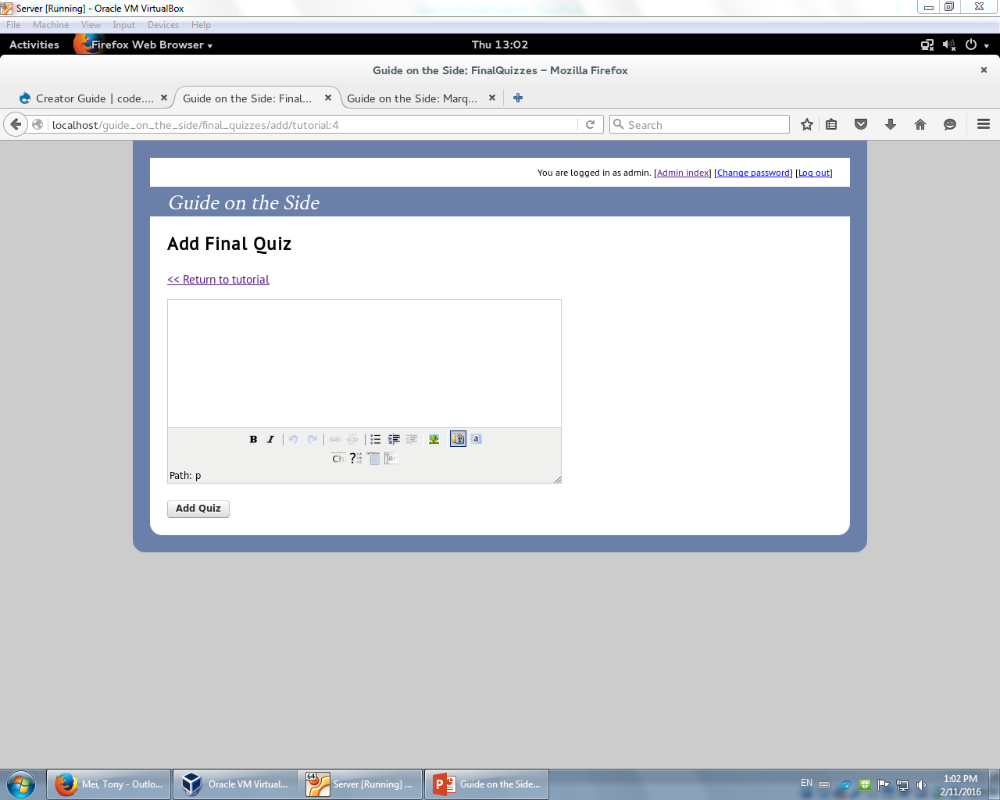 Server [Running] - Oracle VM VirtualBox
File Machine View Input Devices Help
Activities Firefox Web Browser Thu 13:02
Guide on the Side: FinalQuizzes – Mozilla Firefox
Creator Guide | code.... Guide on the Side: Final... Guide on the Side: Marq...
localhost/guide_on_the_side/final_quizzes/add/tutorial:4 Search
You are logged in as admin. [Admin index] [Change password] [Log out]
Guide on the Side
Add Final Quiz
<< Return to tutorial
B I
Ch ?
Path: p
Add Quiz
64
Mei, Tony - Outlo... Oracle VM Virtual... Server [Running] ... Guide on the Side... EN 1:02 PM
2/11/2016